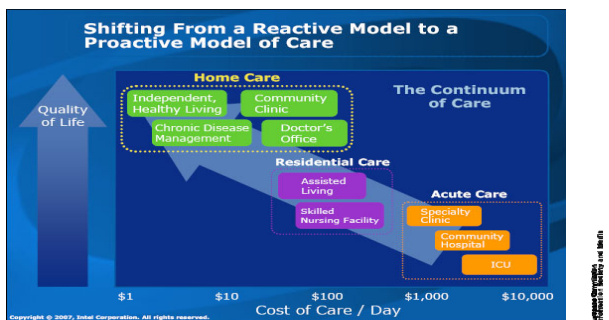 Shifting From a Reactive Model to a
Proactive Model of Care
Home Care
The Continuum
of Care
Quality
of Life
Independent,
Healthy Living
Community
Clinic
Chronic Disease
Management
Doctor's
Office
Residential Care
Assisted
Living
Skilled
Nursing Facility
Acute Care
Specialty
Clinic
Community
Hospital
ICU
$1 $10 $100 $1,000 $10,000
Cost of Care / Day
Copyright © 2007, Intel Corporation. All rights reserved.